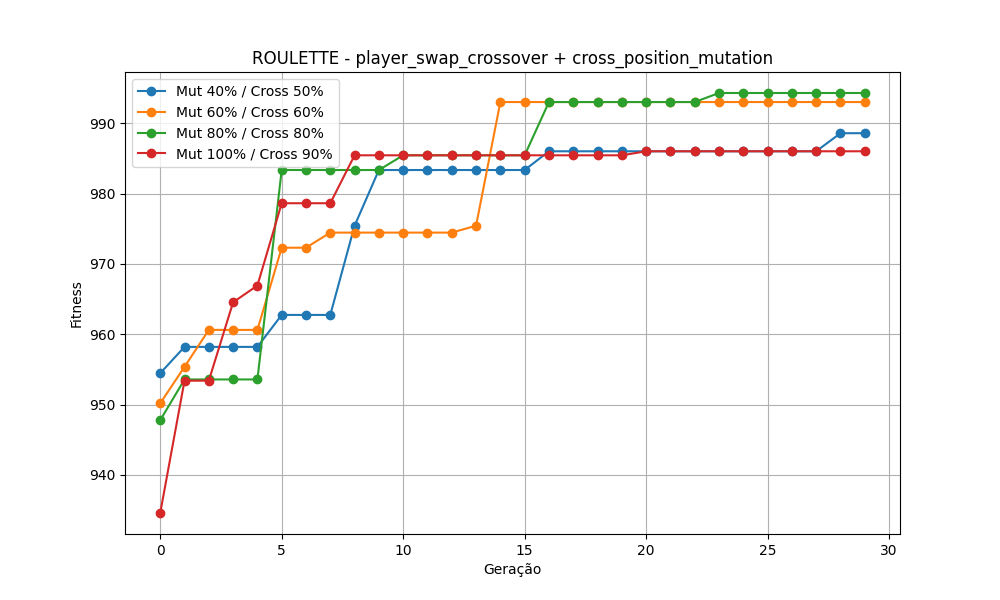 ROULETTE - player_swap_crossover + cross_position_mutation
Mut 40% / Cross 50%
Mut 60% / Cross 60%
Mut 80% / Cross 80%
Mut 100% / Cross 90%
Fitness
990
980
970
960
950
940
0 5 10 15 20 25 30
Geração